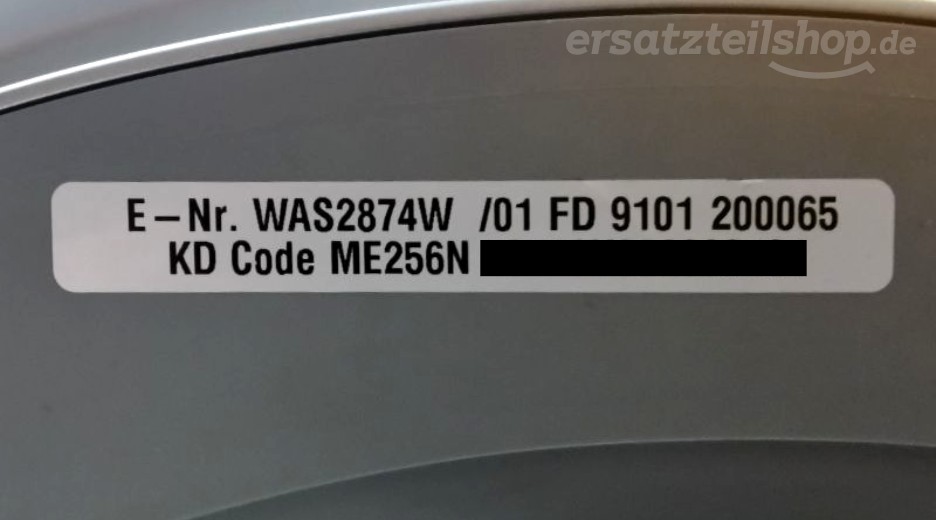 ersatzteilshop.de
E–Nr. WAS2874W /01 FD 9101 200065
KD Code ME256N